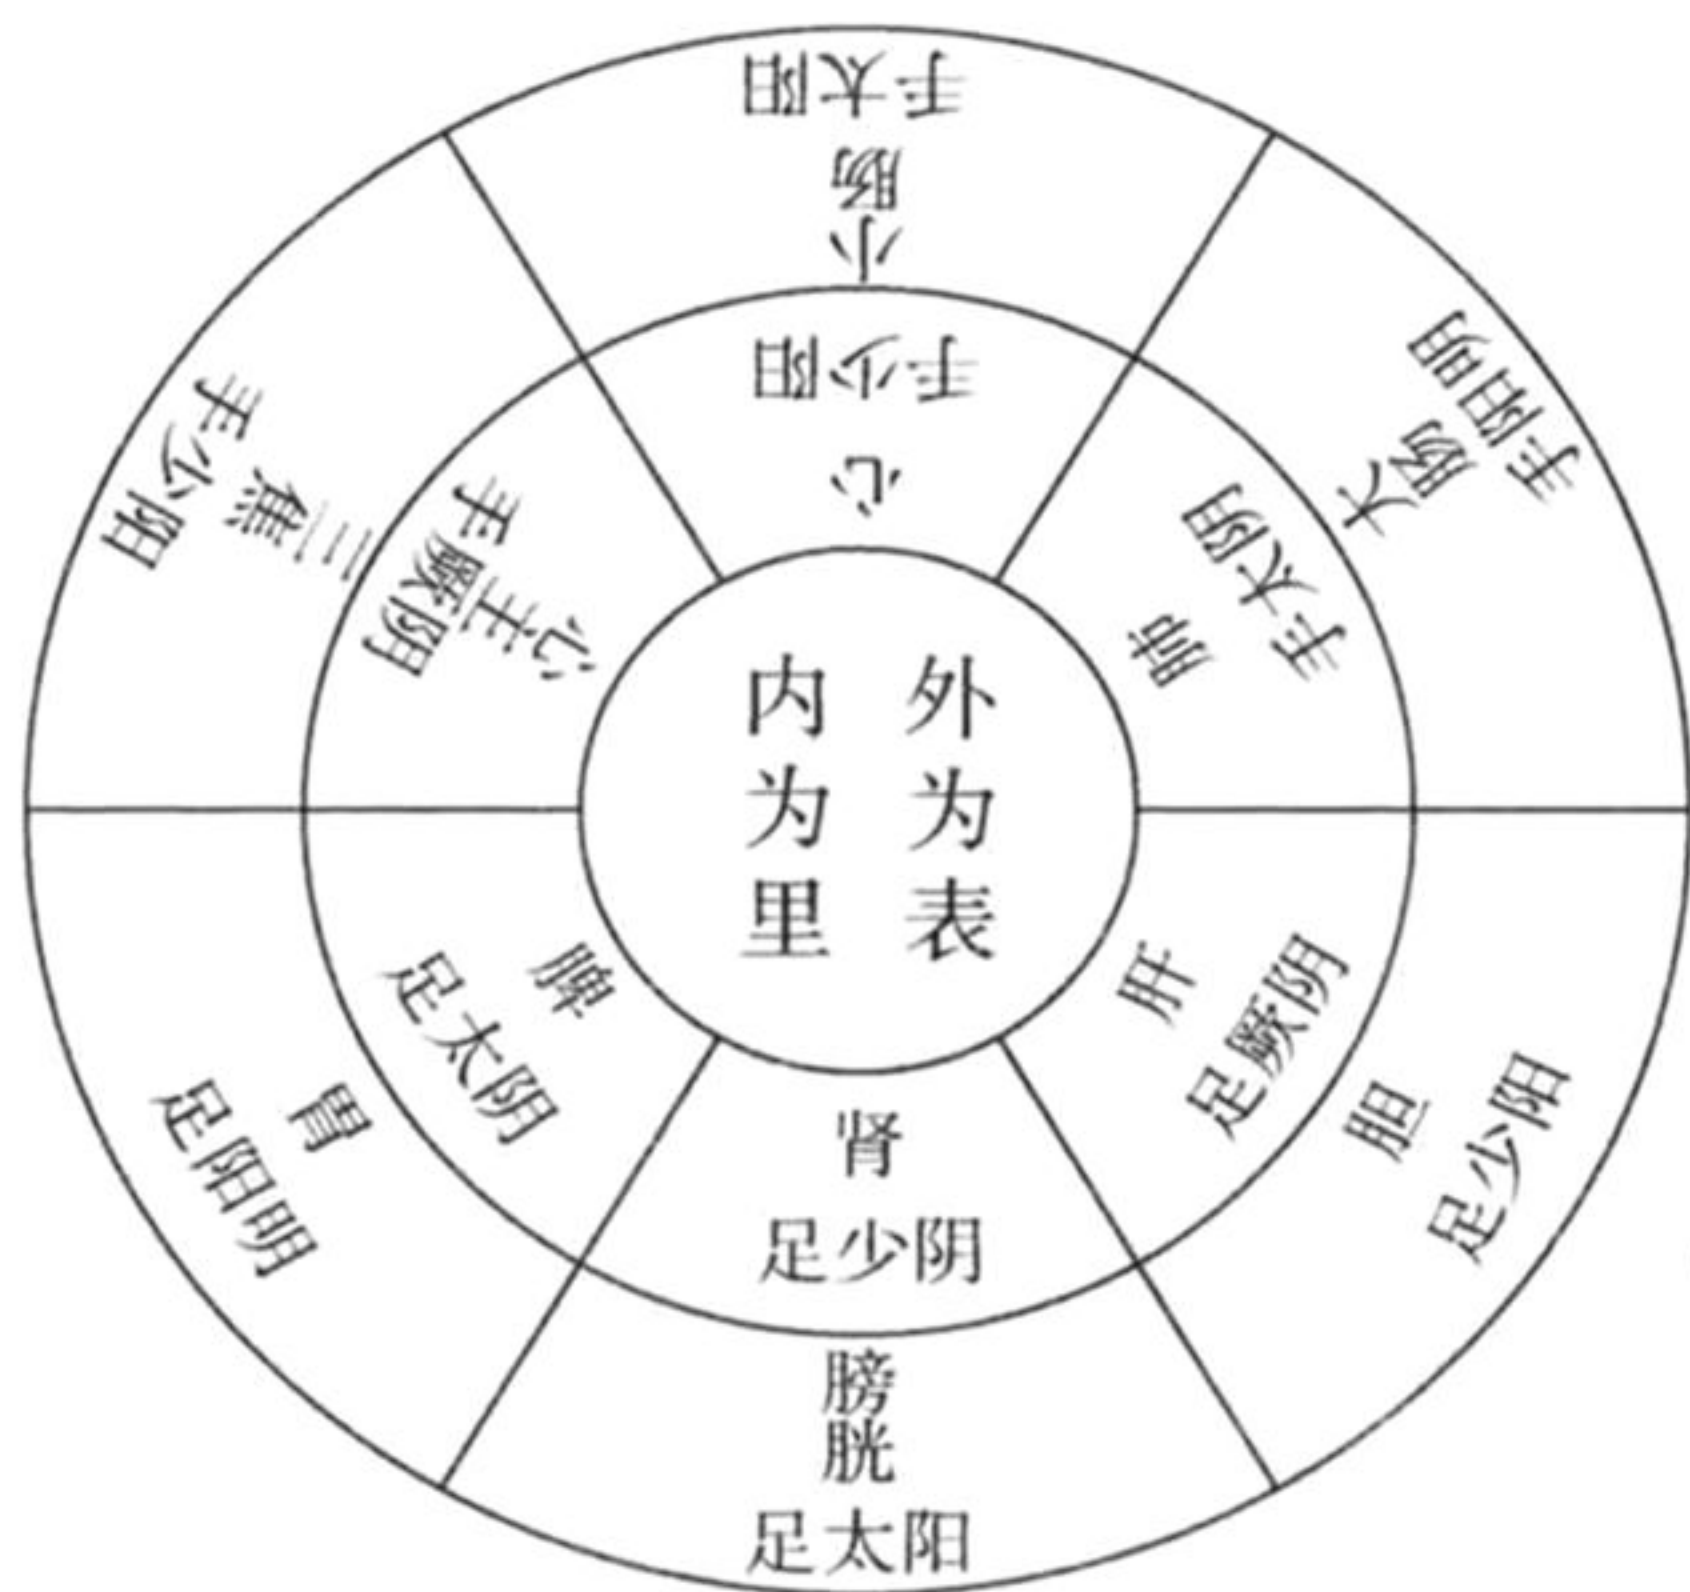 外为表
内为里
心
手少阳
小肠
手太阳
肺
手太阴
大肠
手阳明
肝
足厥阴
胆
足少阳
肾
足少阴
膀胱
足太阳
脾
足太阴
胃
足阳明
心主
手厥阴
三焦
手少阳